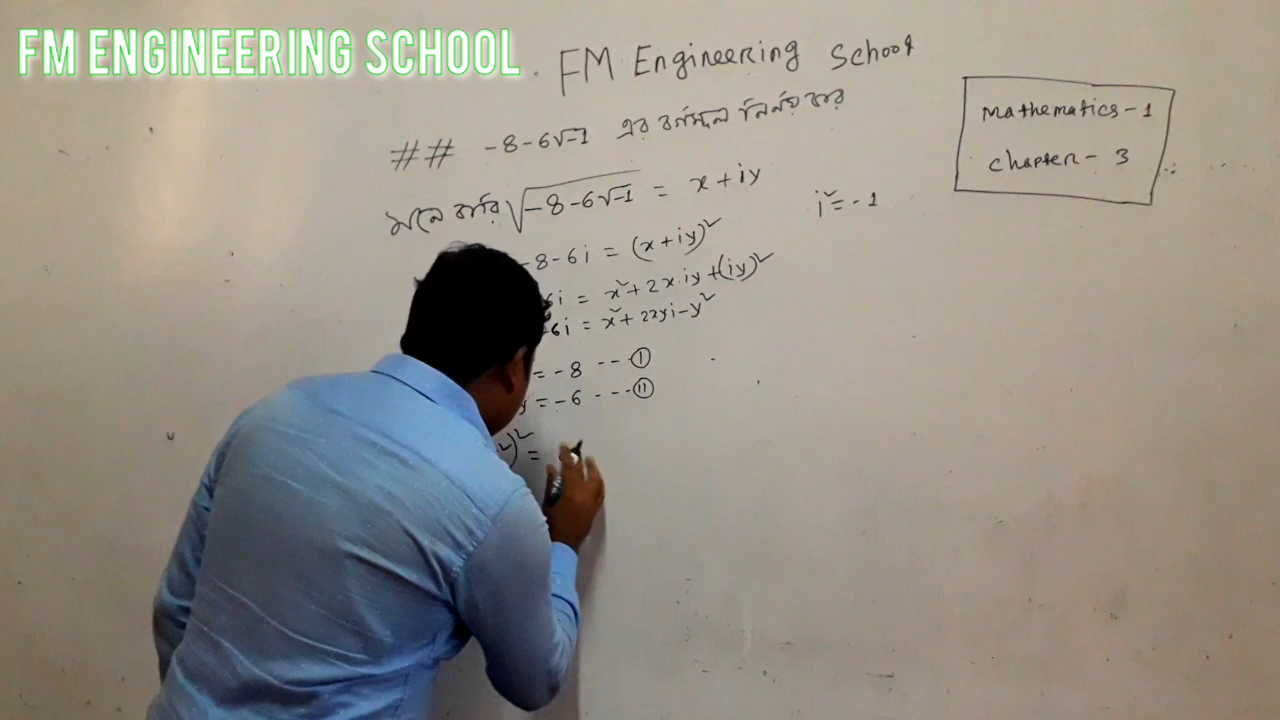 FM ENGINEERING SCHOOL
FM Engineering School
Mathematics-1
Chapter- 3
## -8-6√-1 এর বর্গমূল নির্ণয় কর
মনে করি √-8-6√-1 = x+iy
i² = -1
-8-6i = (x+iy)²
6i = x²+2x.iy+(iy)²
-6i = x²+2xyi-y²
= -8 --- (i)
y = -6 --- (ii)
²)² =